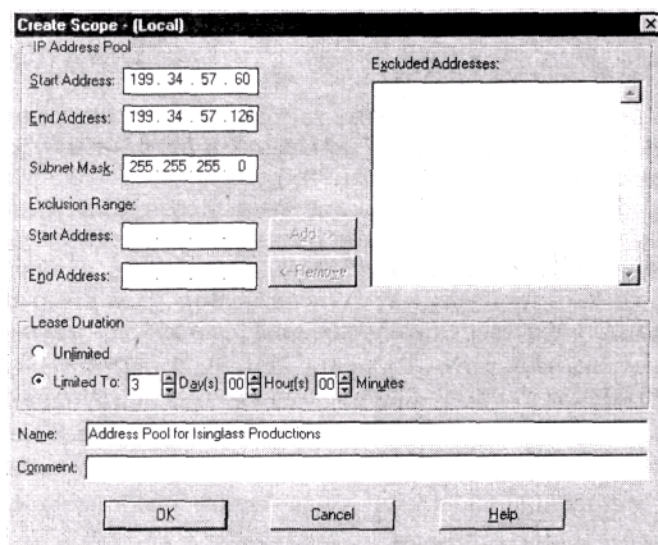 Create Scope - (Local)
IP Address Pool
Start Address: 199 . 34 . 57 . 60
End Address: 199 . 34 . 57 . 126
Subnet Mask: 255 . 255 . 255 . 0
Exclusion Range:
Start Address: . . . Add ->
End Address: . . . <- Remove
Excluded Addresses:
Lease Duration
Unlimited
Limited To: 3 Day(s) 00 Hour(s) 00 Minutes
Name: Address Pool for Isinglass Productions
Comment:
OK Cancel Help